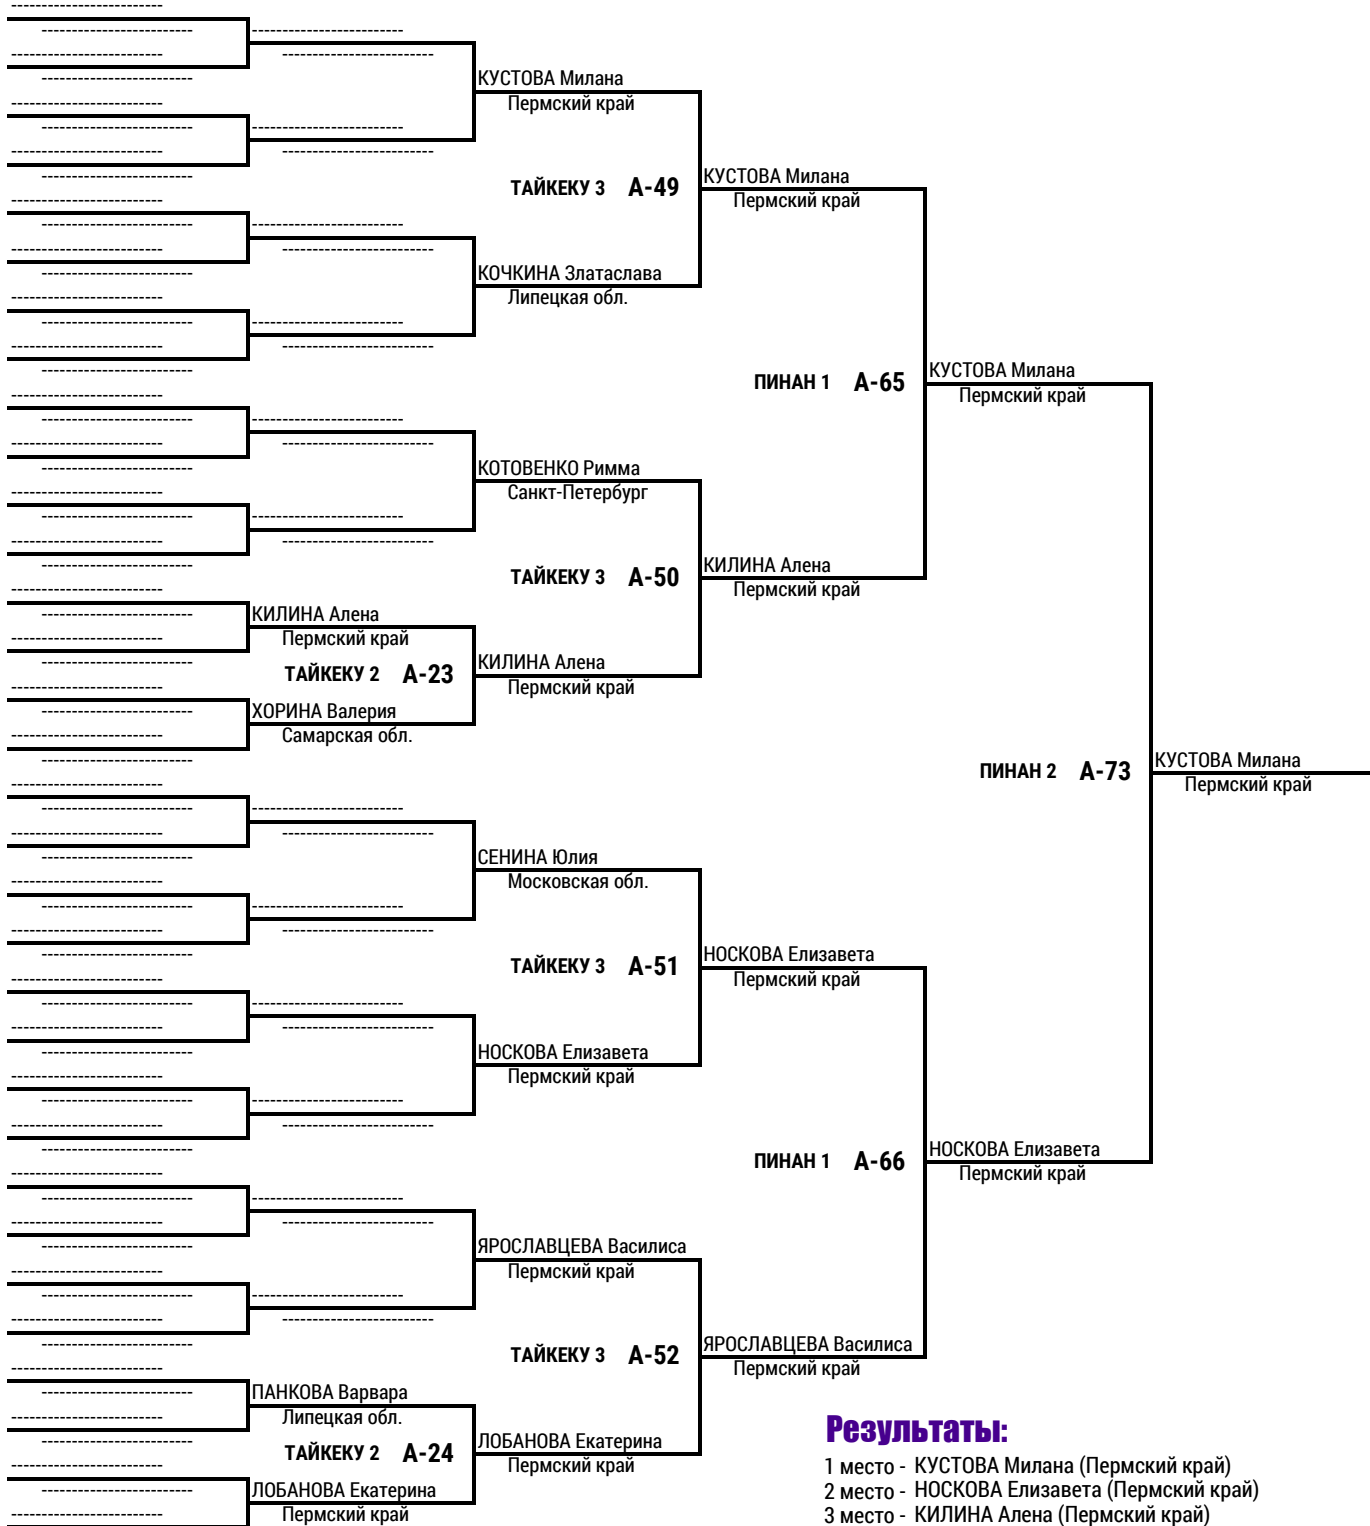 КУСТОВА Милана
Пермский край
ТАЙКЕКУ 3 А-49
КУСТОВА Милана
Пермский край
КОЧКИНА Златаслава
Липецкая обл.
ПИНАН 1 А-65
КУСТОВА Милана
Пермский край
КОТОВЕНКО Римма
Санкт-Петербург
ТАЙКЕКУ 3 А-50
КИЛИНА Алена
Пермский край
КИЛИНА Алена
Пермский край
ТАЙКЕКУ 2 А-23
КИЛИНА Алена
Пермский край
ХОРИНА Валерия
Самарская обл.
ПИНАН 2 А-73
КУСТОВА Милана
Пермский край
СЕНИНА Юлия
Московская обл.
ТАЙКЕКУ 3 А-51
НОСКОВА Елизавета
Пермский край
НОСКОВА Елизавета
Пермский край
ПИНАН 1 А-66
НОСКОВА Елизавета
Пермский край
ЯРОСЛАВЦЕВА Василиса
Пермский край
ТАЙКЕКУ 3 А-52
ЯРОСЛАВЦЕВА Василиса
Пермский край
ПАНКОВА Варвара
Липецкая обл.
ТАЙКЕКУ 2 А-24
ЛОБАНОВА Екатерина
Пермский край
ЛОБАНОВА Екатерина
Пермский край
Результаты:
1 место - КУСТОВА Милана (Пермский край)
2 место - НОСКОВА Елизавета (Пермский край)
3 место - КИЛИНА Алена (Пермский край)